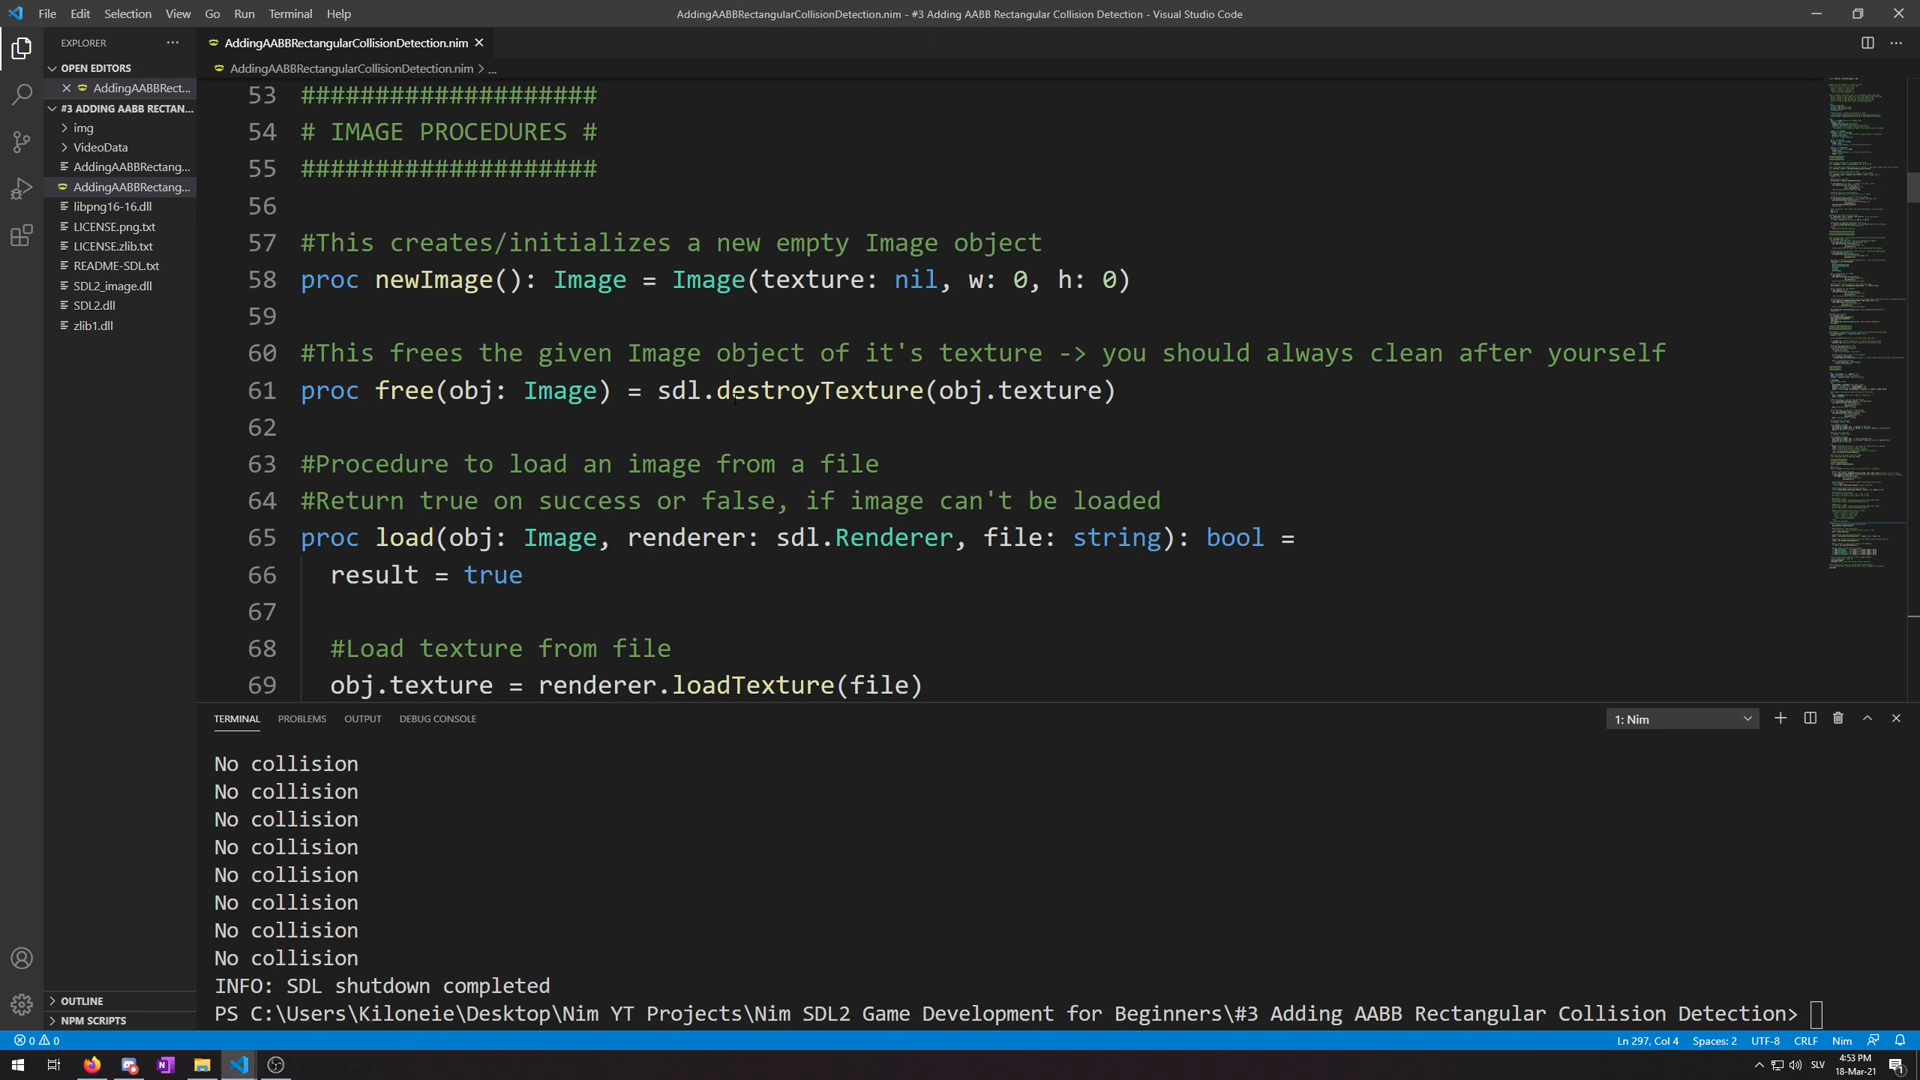 File Edit Selection View Go Run Terminal Help
AddingAABBRectangularCollisionDetection.nim - #3 Adding AABB Rectangular Collision Detection - Visual Studio Code
EXPLORER
OPEN EDITORS
AddingAABBRect...
#3 ADDING AABB RECTAN...
img
VideoData
AddingAABBRectang...
AddingAABBRectang...
libpng16-16.dll
LICENSE.png.txt
LICENSE.zlib.txt
README-SDL.txt
SDL2_image.dll
SDL2.dll
zlib1.dll
OUTLINE
NPM SCRIPTS
AddingAABBRectangularCollisionDetection.nim
AddingAABBRectangularCollisionDetection.nim > ...
53 ####################
54 # IMAGE PROCEDURES #
55 ####################
56
57 #This creates/initializes a new empty Image object
58 proc newImage(): Image = Image(texture: nil, w: 0, h: 0)
59
60 #This frees the given Image object of it's texture -> you should always clean after yourself
61 proc free(obj: Image) = sdl.destroyTexture(obj.texture)
62
63 #Procedure to load an image from a file
64 #Return true on success or false, if image can't be loaded
65 proc load(obj: Image, renderer: sdl.Renderer, file: string): bool =
66 result = true
67
68 #Load texture from file
69 obj.texture = renderer.loadTexture(file)
TERMINAL PROBLEMS OUTPUT DEBUG CONSOLE
1: Nim
No collision
No collision
No collision
No collision
No collision
No collision
No collision
No collision
INFO: SDL shutdown completed
PS C:\Users\Kiloneie\Desktop\Nim YT Projects\Nim SDL2 Game Development for Beginners\#3 Adding AABB Rectangular Collision Detection>
0 0
Ln 297, Col 4 Spaces: 2 UTF-8 CRLF Nim
SLV
4:53 PM
18-Mar-21